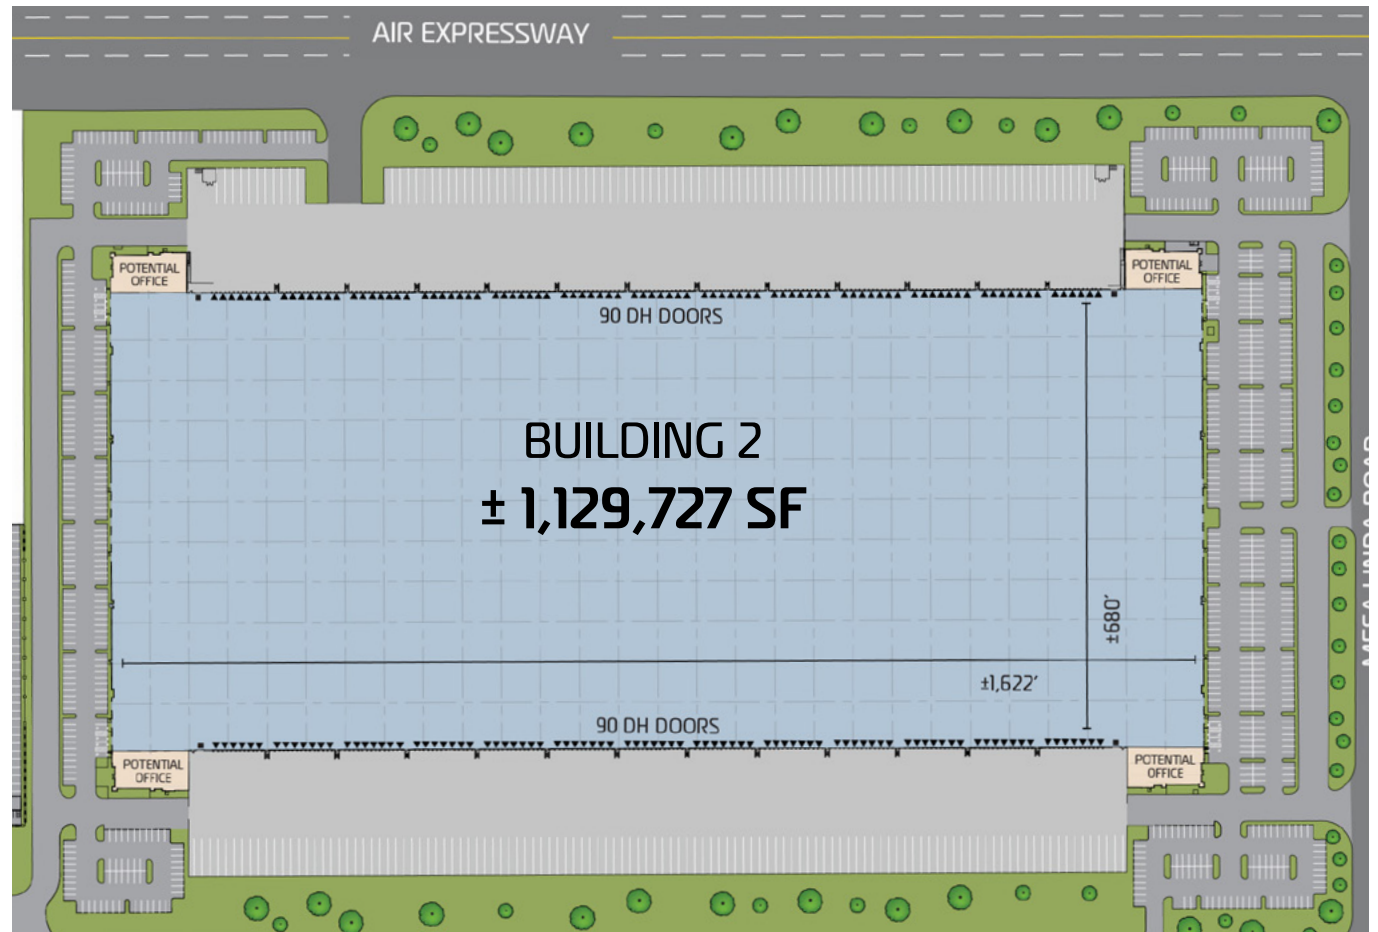 AIR EXPRESSWAY
POTENTIAL
OFFICE
POTENTIAL
OFFICE
90 DH DOORS
BUILDING 2
± 1,129,727 SF
±680'
±1,622'
90 DH DOORS
POTENTIAL
OFFICE
POTENTIAL
OFFICE